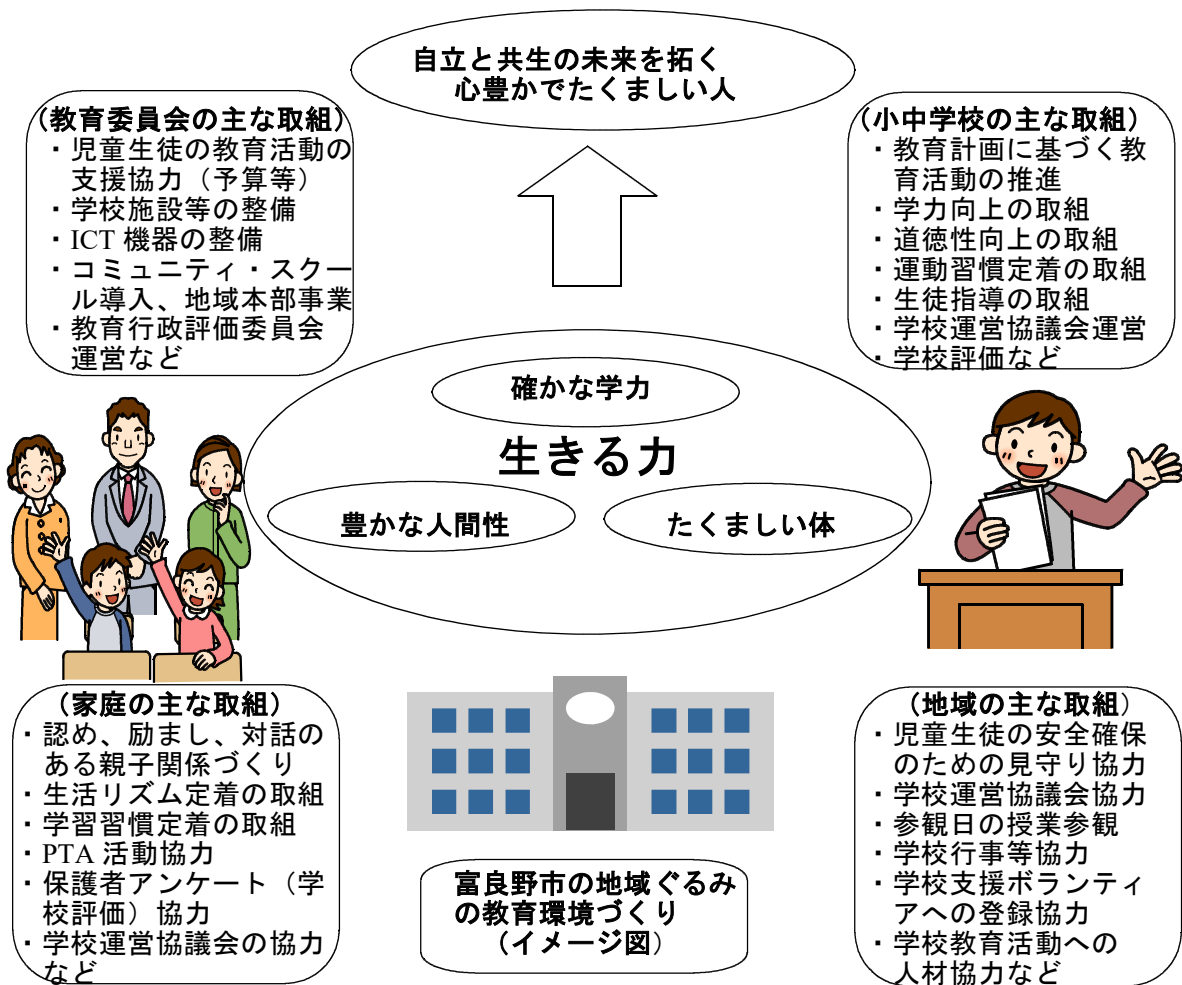 自立と共生の未来を拓く
心豊かでたくましい人
（教育委員会の主な取組）
・児童生徒の教育活動の
支援協力（予算等）
・学校施設等の整備
・ICT 機器の整備
・コミュニティ・スクー
ル導入、地域本部事業
・教育行政評価委員会
運営など
（小中学校の主な取組）
・教育計画に基づく教
育活動の推進
・学力向上の取組
・道徳性向上の取組
・運動習慣定着の取組
・生徒指導の取組
・学校運営協議会運営
・学校評価など
確かな学力
生きる力
豊かな人間性
たくましい体
（家庭の主な取組）
・認め、励まし、対話の
ある親子関係づくり
・生活リズム定着の取組
・学習習慣定着の取組
・PTA 活動協力
・保護者アンケート（学
校評価）協力
・学校運営協議会の協力
など
富良野市の地域ぐるみ
の教育環境づくり
（イメージ図）
（地域の主な取組）
・児童生徒の安全確保
のための見守り協力
・学校運営協議会協力
・参観日の授業参観
・学校行事等協力
・学校支援ボランティ
アへの登録協力
・学校教育活動への
人材協力など